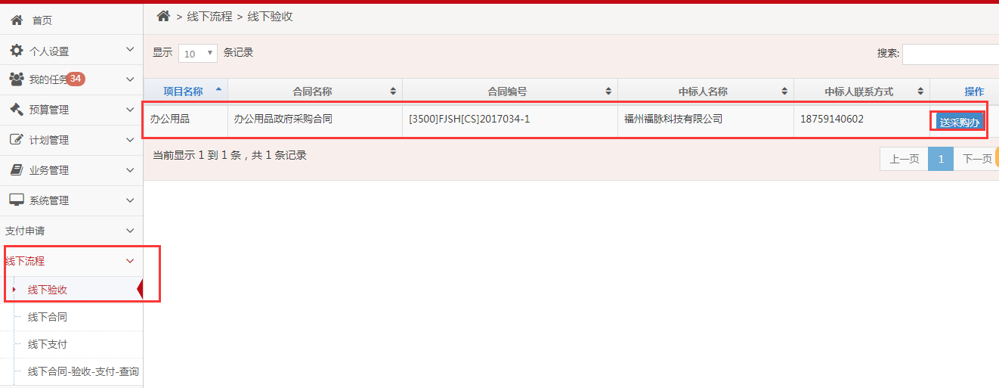 首页
个人设置
我的任务 34
预算管理
计划管理
业务管理
系统管理
支付申请
线下流程
线下验收
线下合同
线下支付
线下合同-验收-支付-查询
> 线下流程 > 线下验收
显示 10 条记录
搜索:
项目名称 合同名称 合同编号 中标人名称 中标人联系方式 操作
办公用品 办公用品政府采购合同 [3500]FJSH[CS]2017034-1 福州福脉科技有限公司 18759140602 送采购办
当前显示 1 到 1 条，共 1 条记录
上一页 1 下一页